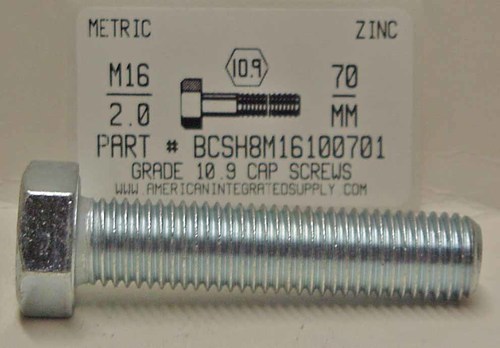 METRIC ZINC
M16 10.9 70
2.0 MM
PART # BCSH8M16100701
GRADE 10.9 CAP SCREWS
WWW.AMERICANINTEGRATEDSUPPLY.COM